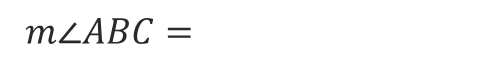 m∠ABC =